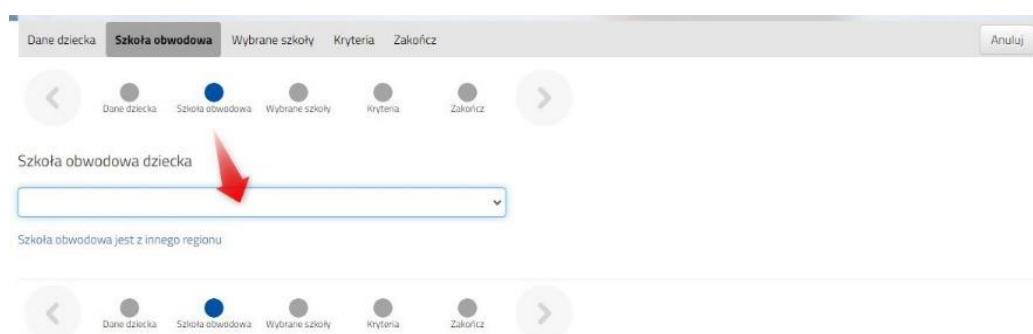 Dane dziecka Szkoła obwodowa Wybrane szkoły Kryteria Zakończ Anuluj
Dane dziecka Szkoła obwodowa Wybrane szkoły Kryteria Zakończ
Szkoła obwodowa dziecka
Szkoła obwodowa jest z innego regionu
Dane dziecka Szkoła obwodowa Wybrane szkoły Kryteria Zakończ